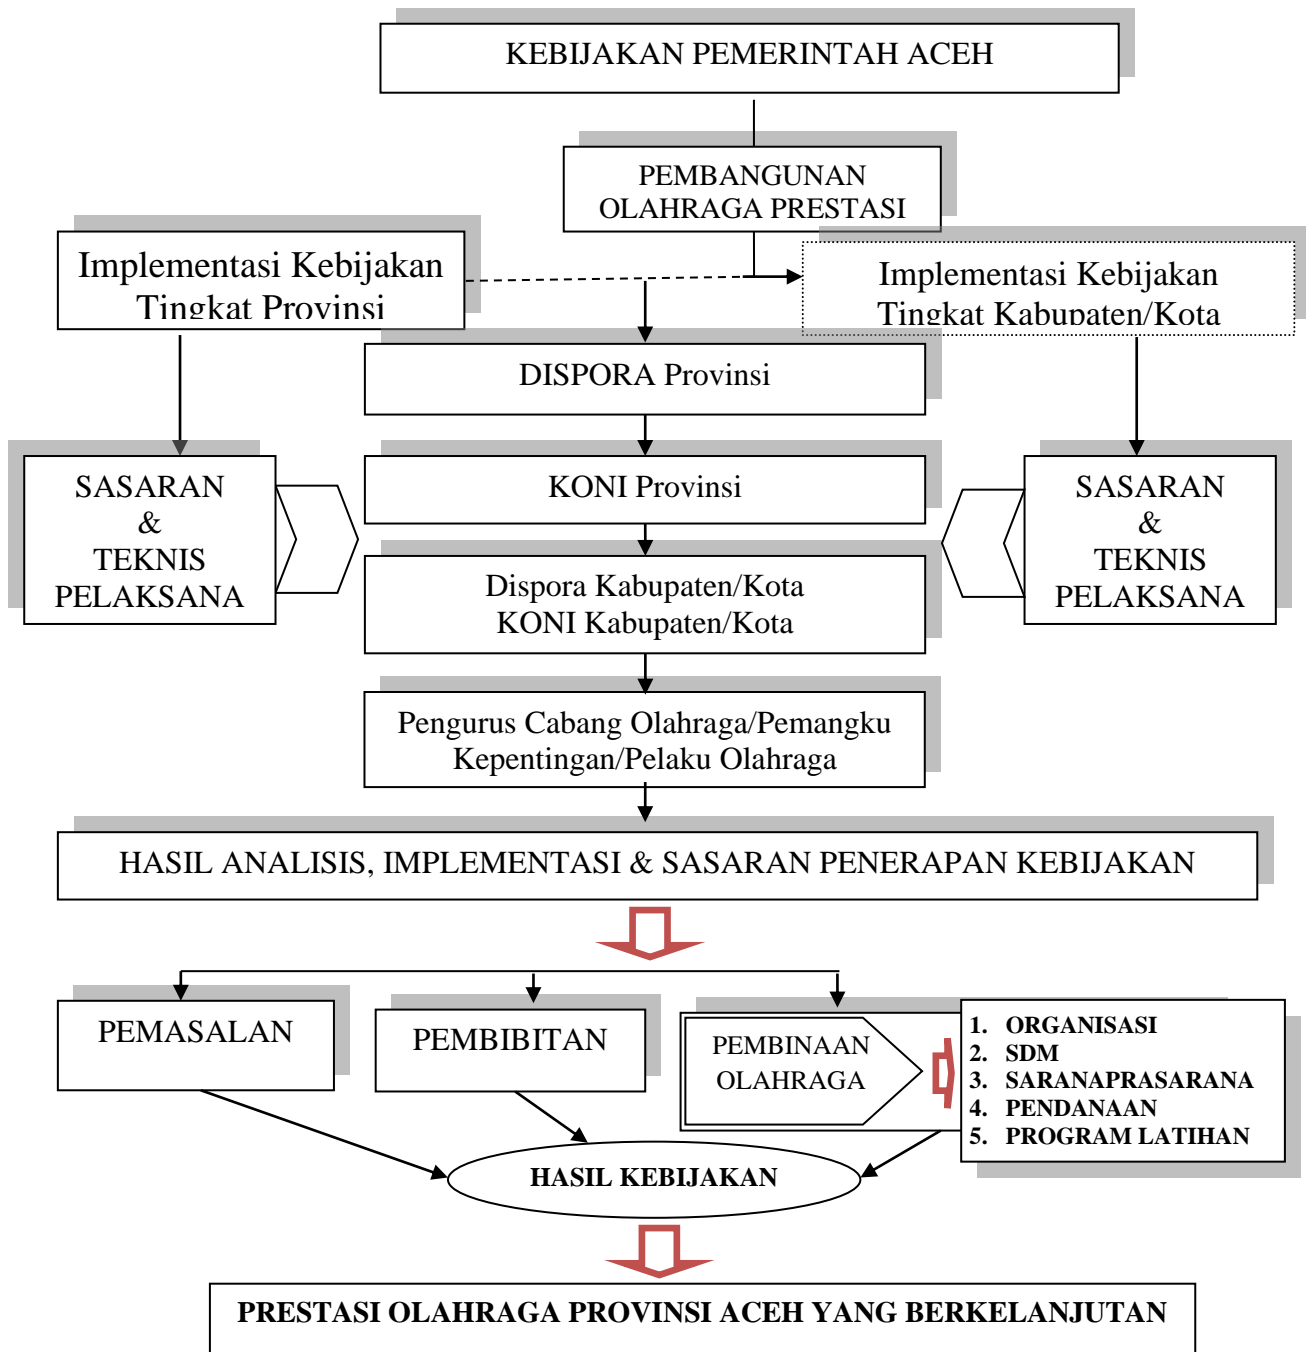 KEBIJAKAN PEMERINTAH ACEH
PEMBANGUNAN
OLAHRAGA PRESTASI
Implementasi Kebijakan
Tingkat Provinsi
Implementasi Kebijakan
Tingkat Kabupaten/Kota
DISPORA Provinsi
SASARAN
&
TEKNIS
PELAKSANA
KONI Provinsi
SASARAN
&
TEKNIS
PELAKSANA
Dispora Kabupaten/Kota
KONI Kabupaten/Kota
Pengurus Cabang Olahraga/Pemangku
Kepentingan/Pelaku Olahraga
HASIL ANALISIS, IMPLEMENTASI & SASARAN PENERAPAN KEBIJAKAN
PEMASALAN
PEMBIBITAN
PEMBINAAN
OLAHRAGA
1. ORGANISASI
2. SDM
3. SARANAPRASARANA
4. PENDANAAN
5. PROGRAM LATIHAN
HASIL KEBIJAKAN
PRESTASI OLAHRAGA PROVINSI ACEH YANG BERKELANJUTAN